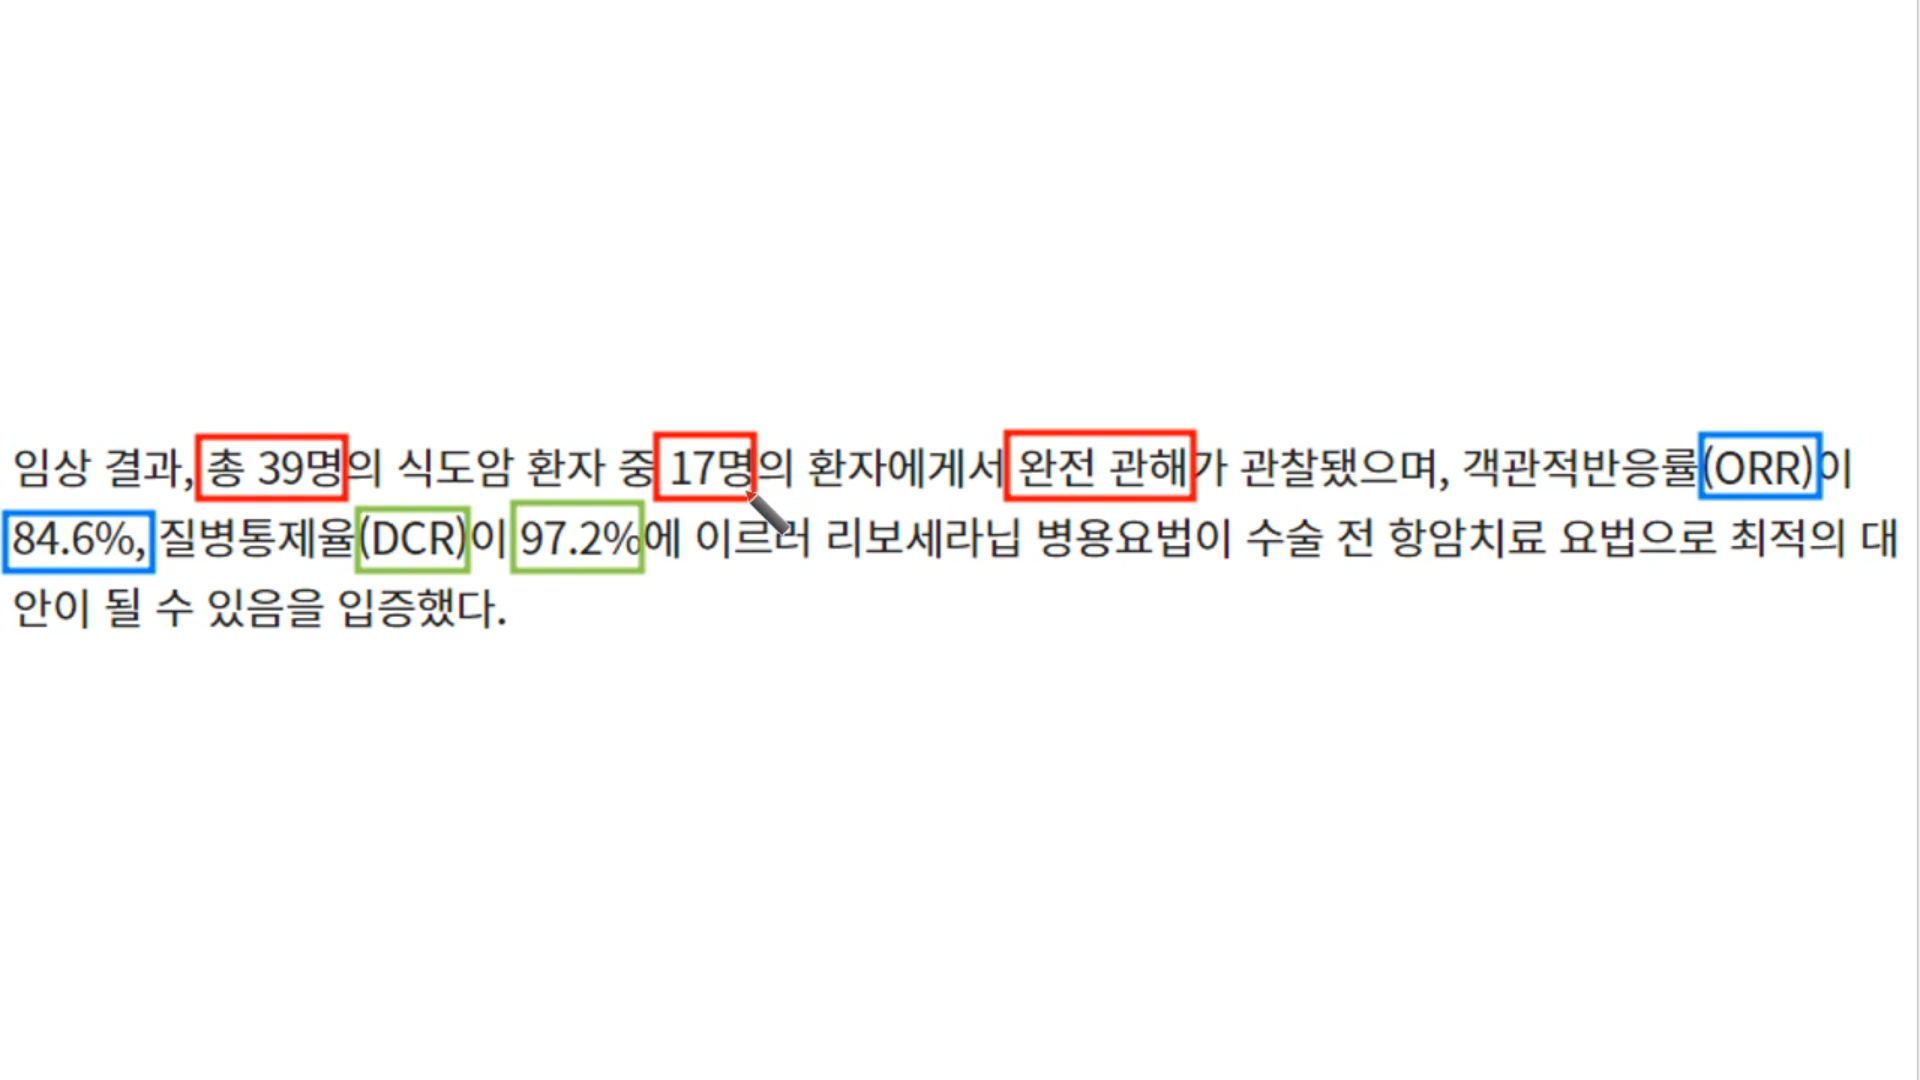 임상 결과, 총 39명의 식도암 환자 중 17명의 환자에게서 완전 관해가 관찰됐으며, 객관적반응률(ORR)이
84.6%, 질병통제율(DCR)이 97.2%에 이르러 리보세라닙 병용요법이 수술 전 항암치료 요법으로 최적의 대
안이 될 수 있음을 입증했다.